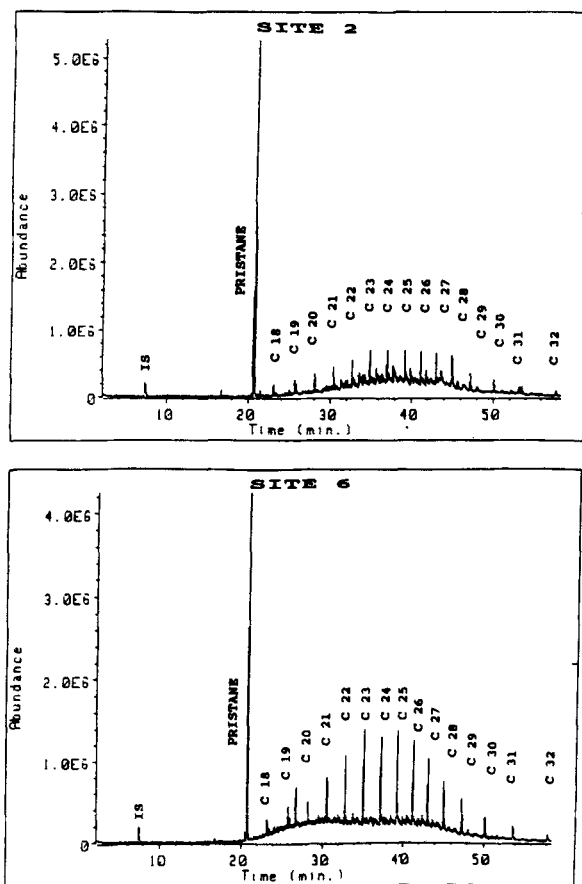 SITE 2
5.0E6
4.0E6
3.0E6
2.0E6
1.0E6
0
Abundance
IS
PRISTANE
C 18
C 19
C 20
C 21
C 22
C 23
C 24
C 25
C 26
C 27
C 28
C 29
C 30
C 31
C 32
10 20 30 40 50
Time (min.)
SITE 6
4.0E6
3.0E6
2.0E6
1.0E6
0
Abundance
IS
PRISTANE
C 18
C 19
C 20
C 21
C 22
C 23
C 24
C 25
C 26
C 27
C 28
C 29
C 30
C 31
C 32
10 20 30 40 50